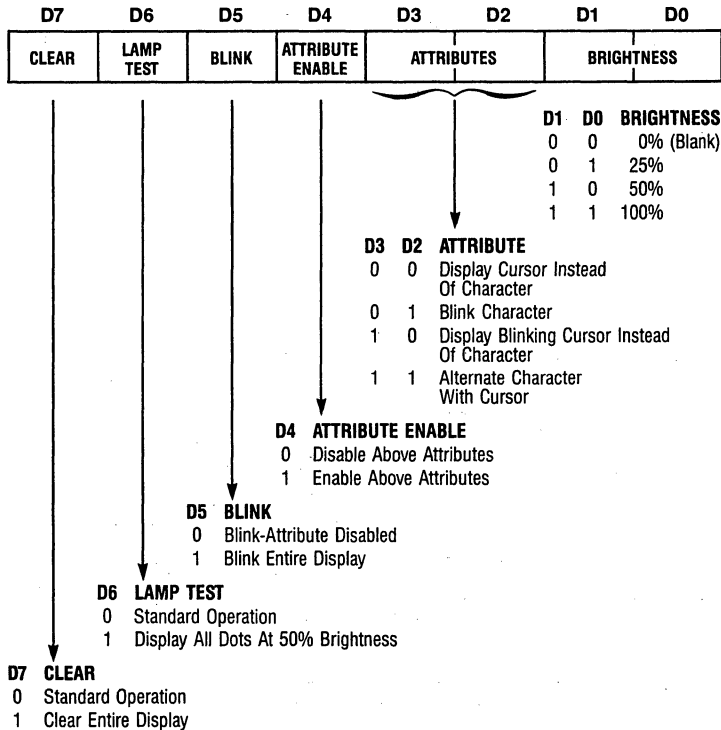 D7 D6 D5 D4 D3 D2 D1 D0
CLEAR LAMP TEST BLINK ATTRIBUTE ENABLE ATTRIBUTES BRIGHTNESS
D1 D0 BRIGHTNESS
0 0 0% (Blank)
0 1 25%
1 0 50%
1 1 100%
D3 D2 ATTRIBUTE
0 0 Display Cursor Instead
Of Character
0 1 Blink Character
1 0 Display Blinking Cursor Instead
Of Character
1 1 Alternate Character
With Cursor
D4 ATTRIBUTE ENABLE
0 Disable Above Attributes
1 Enable Above Attributes
D5 BLINK
0 Blink-Attribute Disabled
1 Blink Entire Display
D6 LAMP TEST
0 Standard Operation
1 Display All Dots At 50% Brightness
D7 CLEAR
0 Standard Operation
1 Clear Entire Display